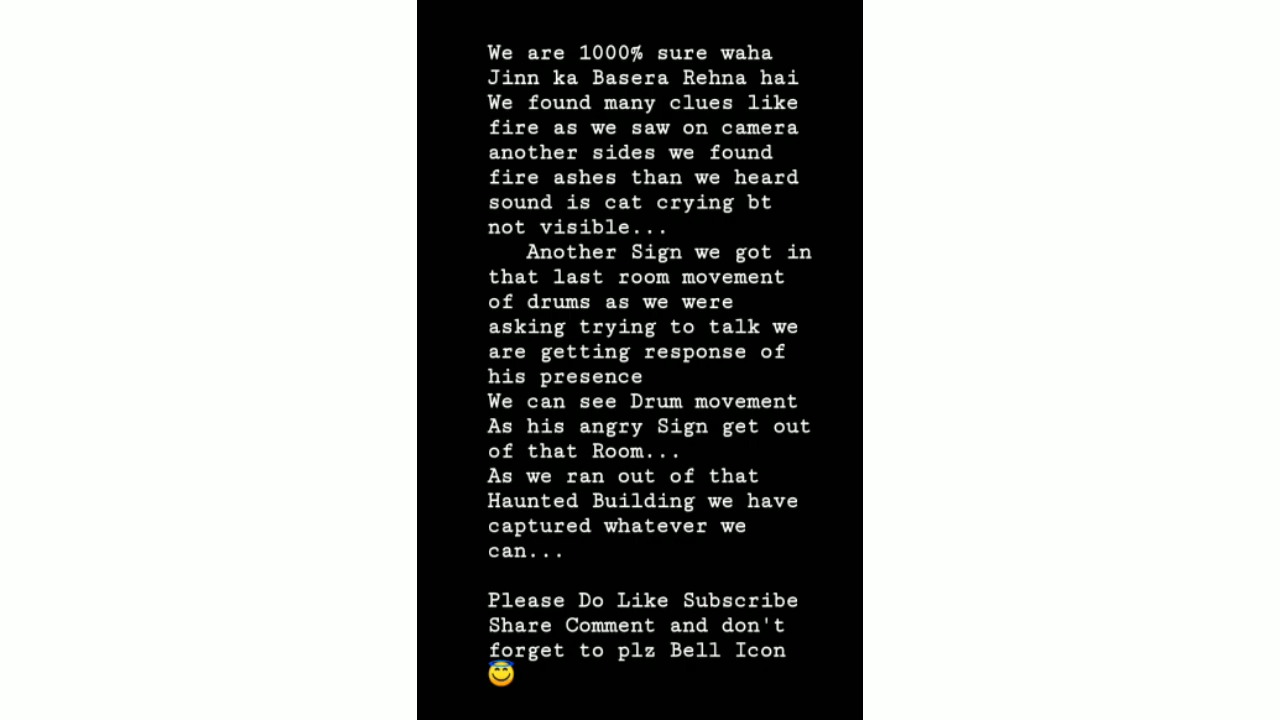 We are 1000% sure waha
Jinn ka Basera Rehna hai
We found many clues like
fire as we saw on camera
another sides we found
fire ashes than we heard
sound is cat crying bt
not visible...
Another Sign we got in
that last room movement
of drums as we were
asking trying to talk we
are getting response of
his presence
We can see Drum movement
As his angry Sign get out
of that Room...
As we ran out of that
Haunted Building we have
captured whatever we
can...
Please Do Like Subscribe
Share Comment and don't
forget to plz Bell Icon
😇